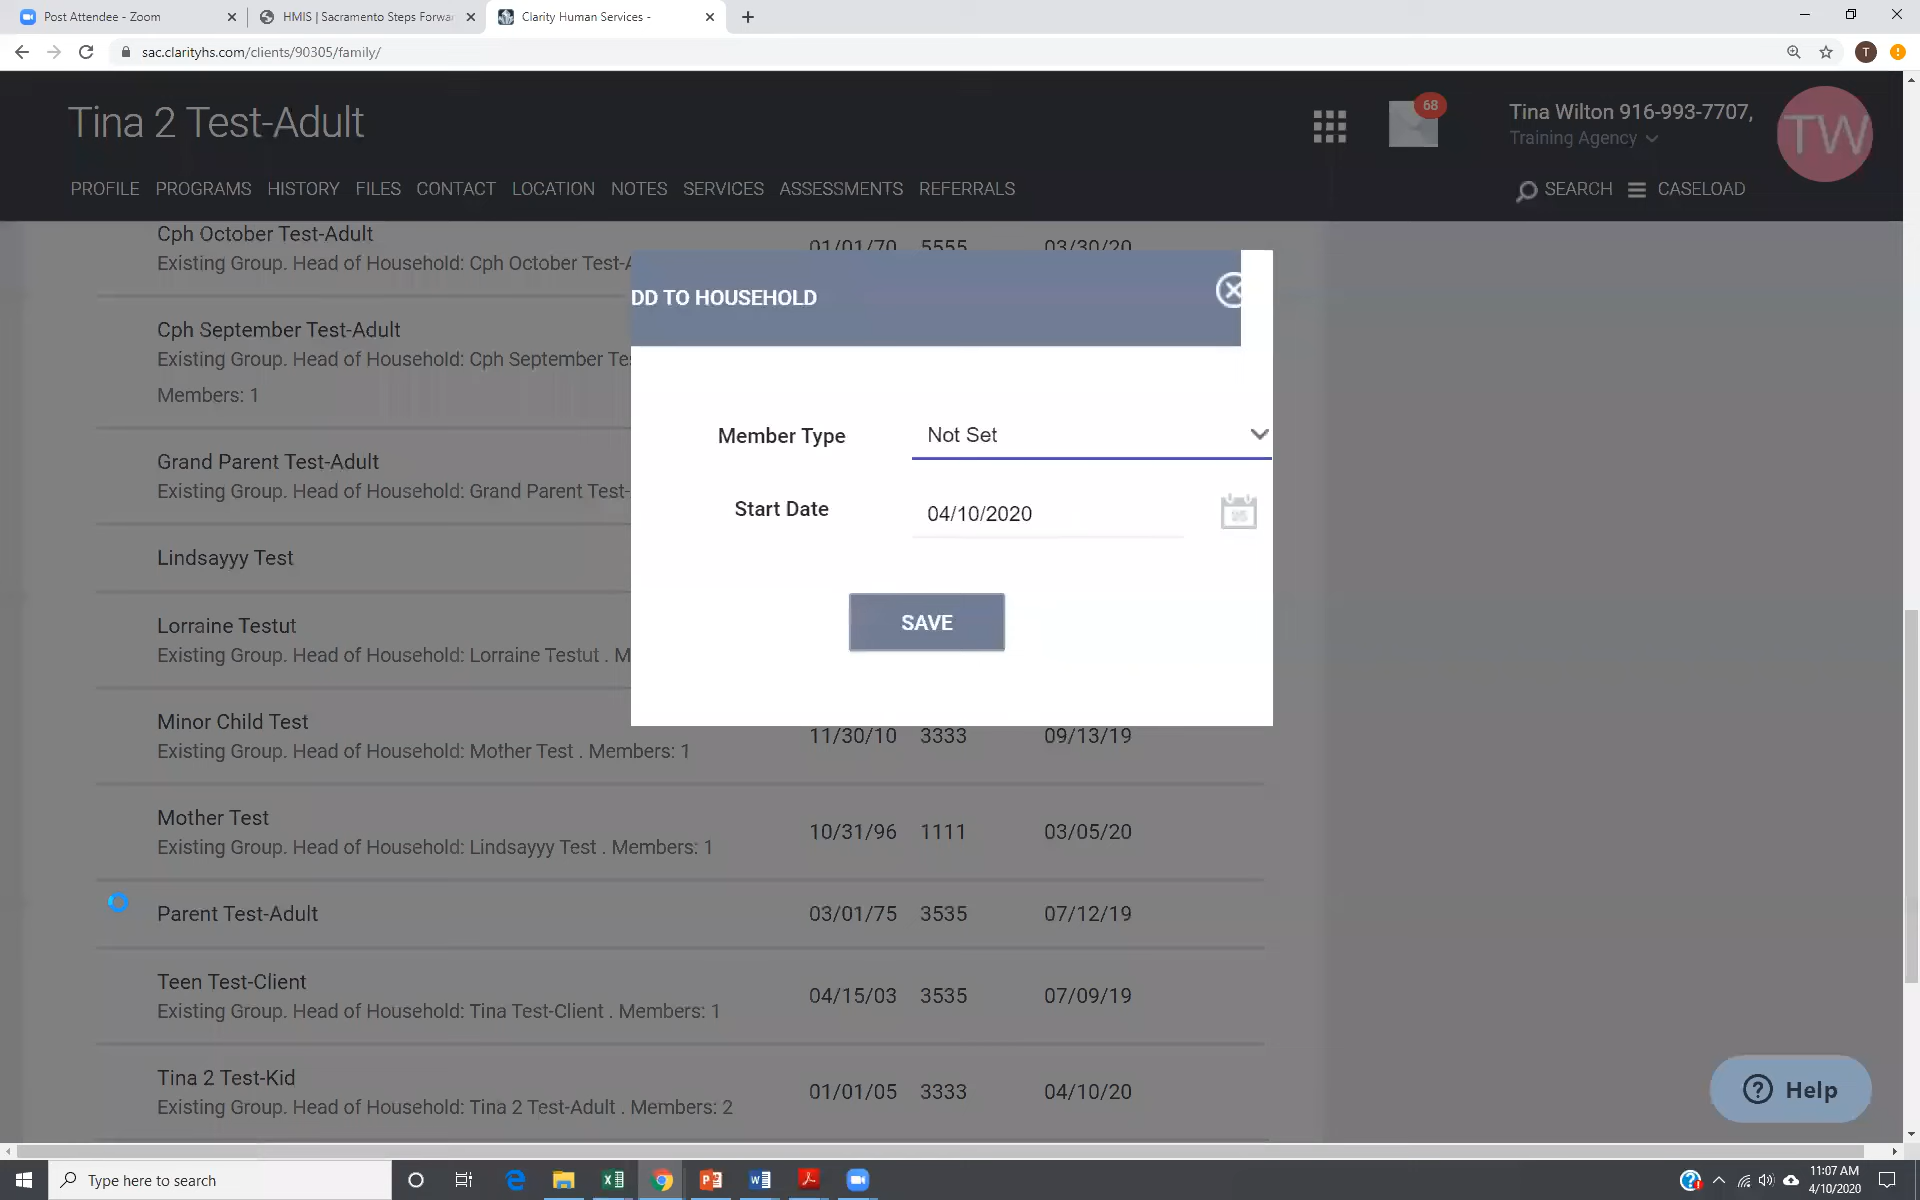 Post Attendee - Zoom
HMIS | Sacramento Steps Forwar
Clarity Human Services -
sac.clarityhs.com/clients/90305/family/
T
Tina 2 Test-Adult
68
Tina Wilton 916-993-7707,
Training Agency
TW
PROFILE PROGRAMS HISTORY FILES CONTACT LOCATION NOTES SERVICES ASSESSMENTS REFERRALS
SEARCH CASELOAD
Cph October Test-Adult
01/01/70 5555 03/30/20
Existing Group. Head of Household: Cph October Test-A
DD TO HOUSEHOLD
Cph September Test-Adult
Existing Group. Head of Household: Cph September Te
Members: 1
Member Type Not Set
Grand Parent Test-Adult
Existing Group. Head of Household: Grand Parent Test-
Start Date 04/10/2020
Lindsayyy Test
SAVE
Lorraine Testut
Existing Group. Head of Household: Lorraine Testut . M
Minor Child Test
11/30/10 3333 09/13/19
Existing Group. Head of Household: Mother Test . Members: 1
Mother Test
10/31/96 1111 03/05/20
Existing Group. Head of Household: Lindsayyy Test . Members: 1
Parent Test-Adult 03/01/75 3535 07/12/19
Teen Test-Client
04/15/03 3535 07/09/19
Existing Group. Head of Household: Tina Test-Client . Members: 1
Tina 2 Test-Kid
01/01/05 3333 04/10/20
Existing Group. Head of Household: Tina 2 Test-Adult . Members: 2
Help
Type here to search
11:07 AM
4/10/2020